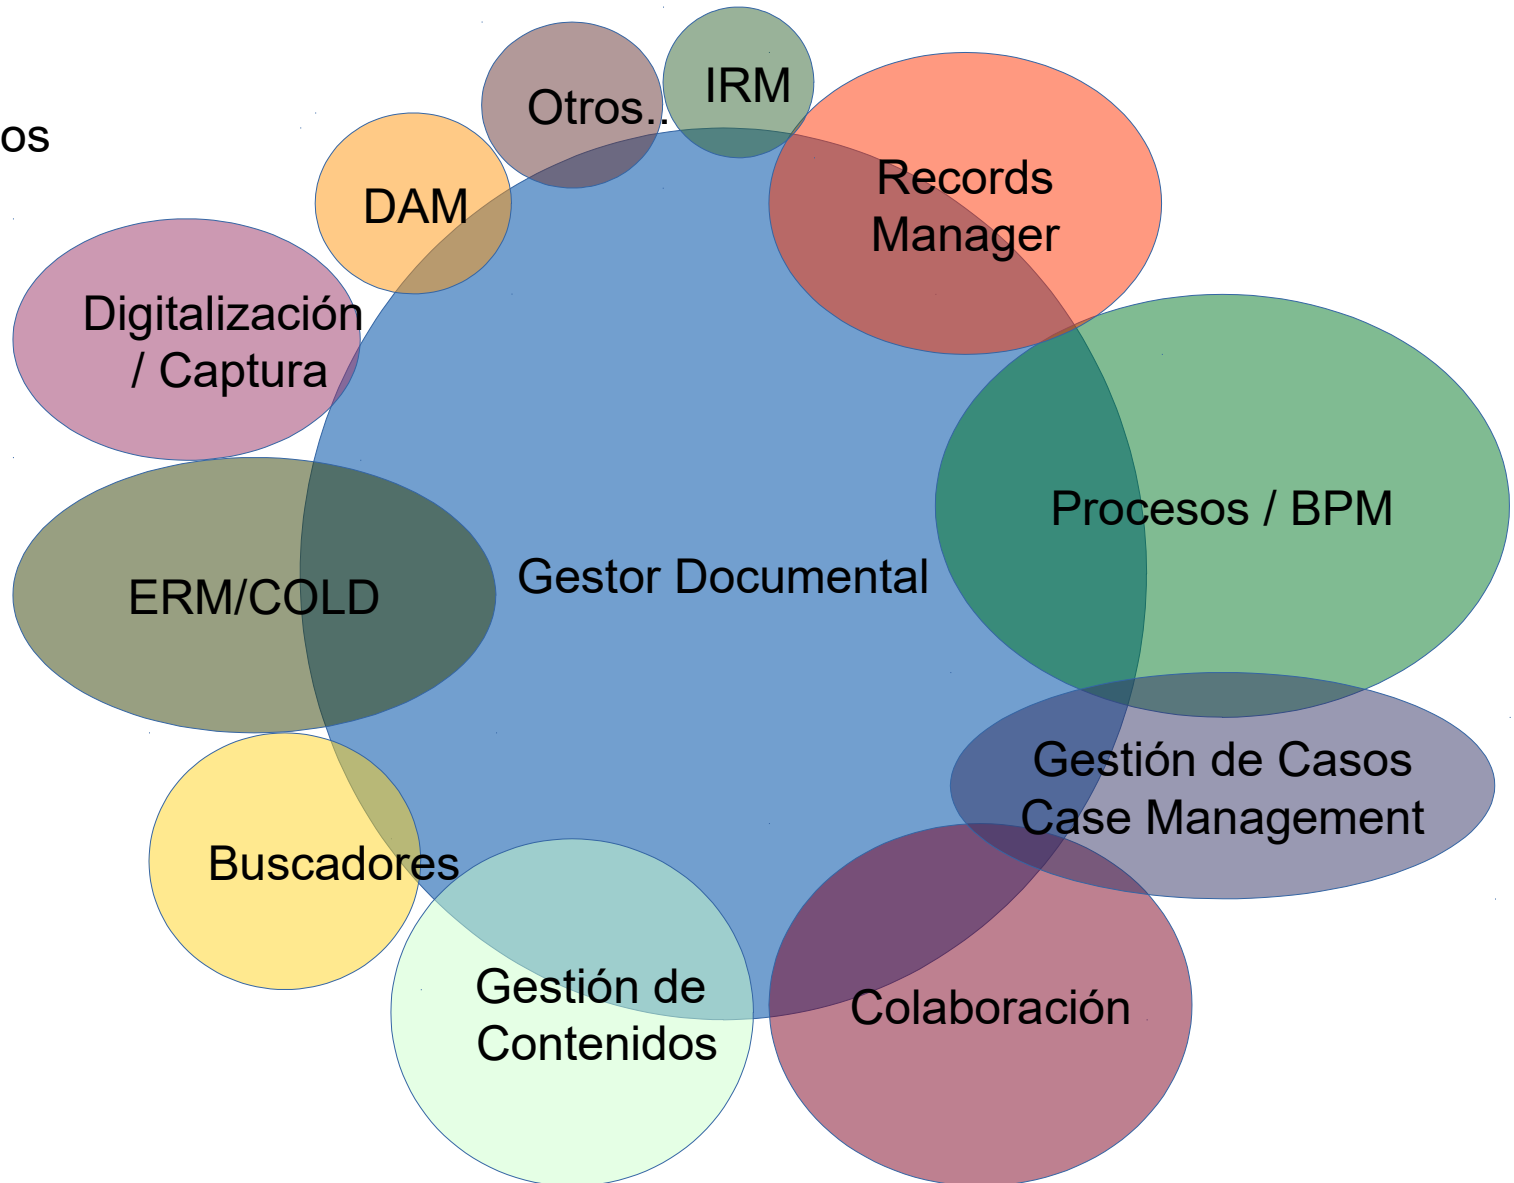 IRM
Otros..
os
Records
Manager
DAM
Digitalización
/ Captura
Procesos / BPM
Gestor Documental
ERM/COLD
Gestión de Casos
Case Management
Buscadores
Gestión de
Contenidos
Colaboración